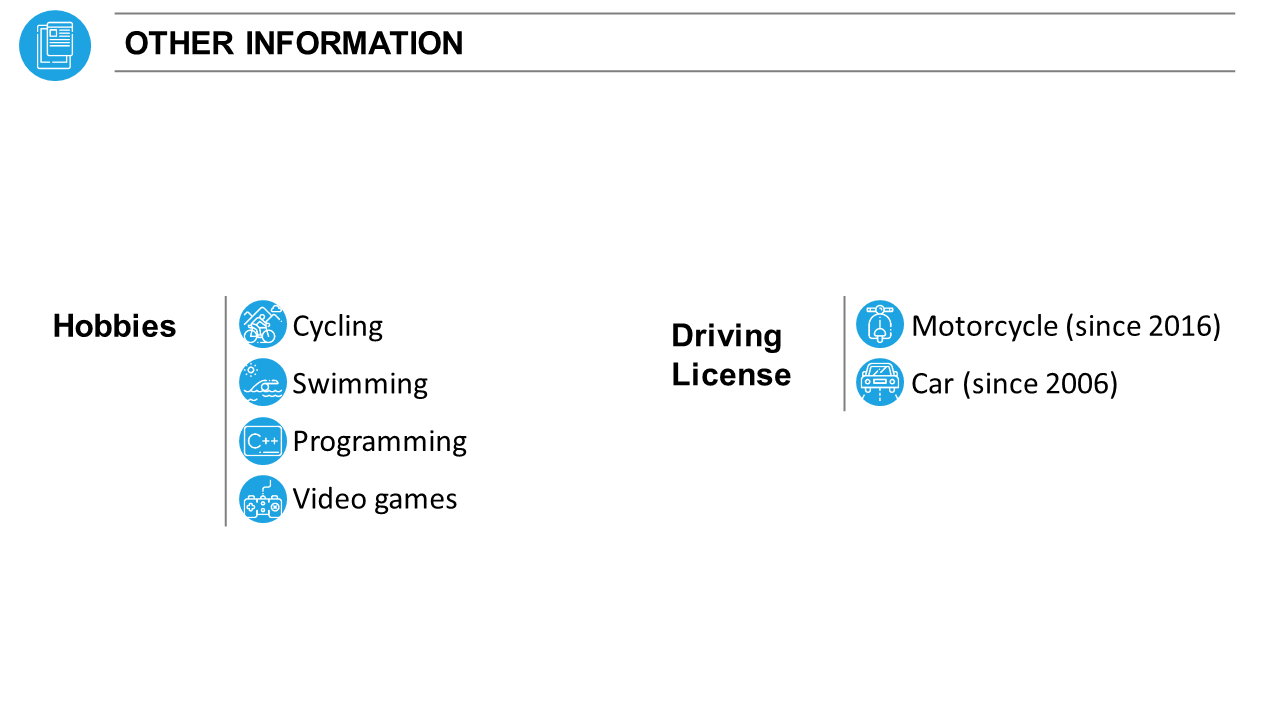 OTHER INFORMATION
Hobbies
Cycling
Swimming
C++
Programming
Video games
Driving
License
Motorcycle (since 2016)
Car (since 2006)